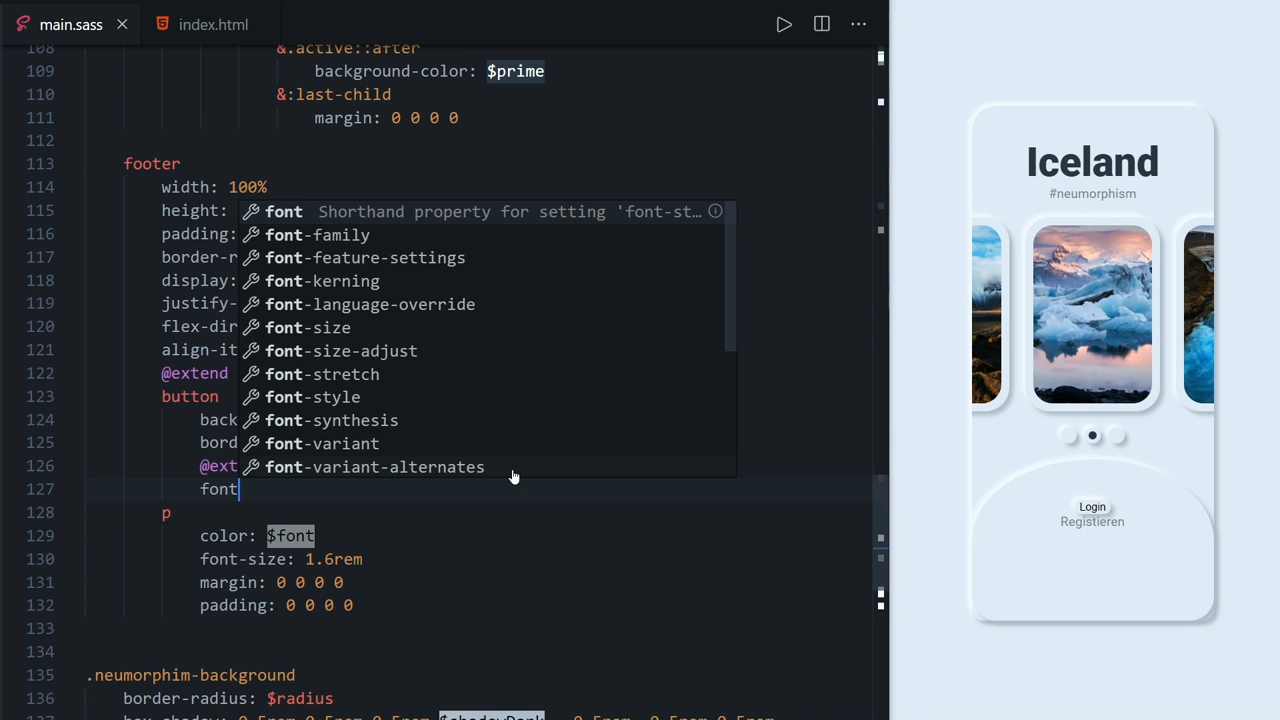 main.sass
index.html
108 &.active::after
109 background-color: $prime
110 &:last-child
111 margin: 0 0 0 0
112
113 footer
114 width: 100%
115 height:
116 padding:
117 border-r
118 display:
119 justify-
120 flex-dir
121 align-it
122 @extend
123 button
124 back
125 bord
126 @ext
127 font
128 p
129 color: $font
130 font-size: 1.6rem
131 margin: 0 0 0 0
132 padding: 0 0 0 0
133
134
135 .neumorphim-background
136 border-radius: $radius
font Shorthand property for setting 'font-st…
font-family
font-feature-settings
font-kerning
font-language-override
font-size
font-size-adjust
font-stretch
font-style
font-synthesis
font-variant
font-variant-alternates
Iceland
#neumorphism
Login
Registieren